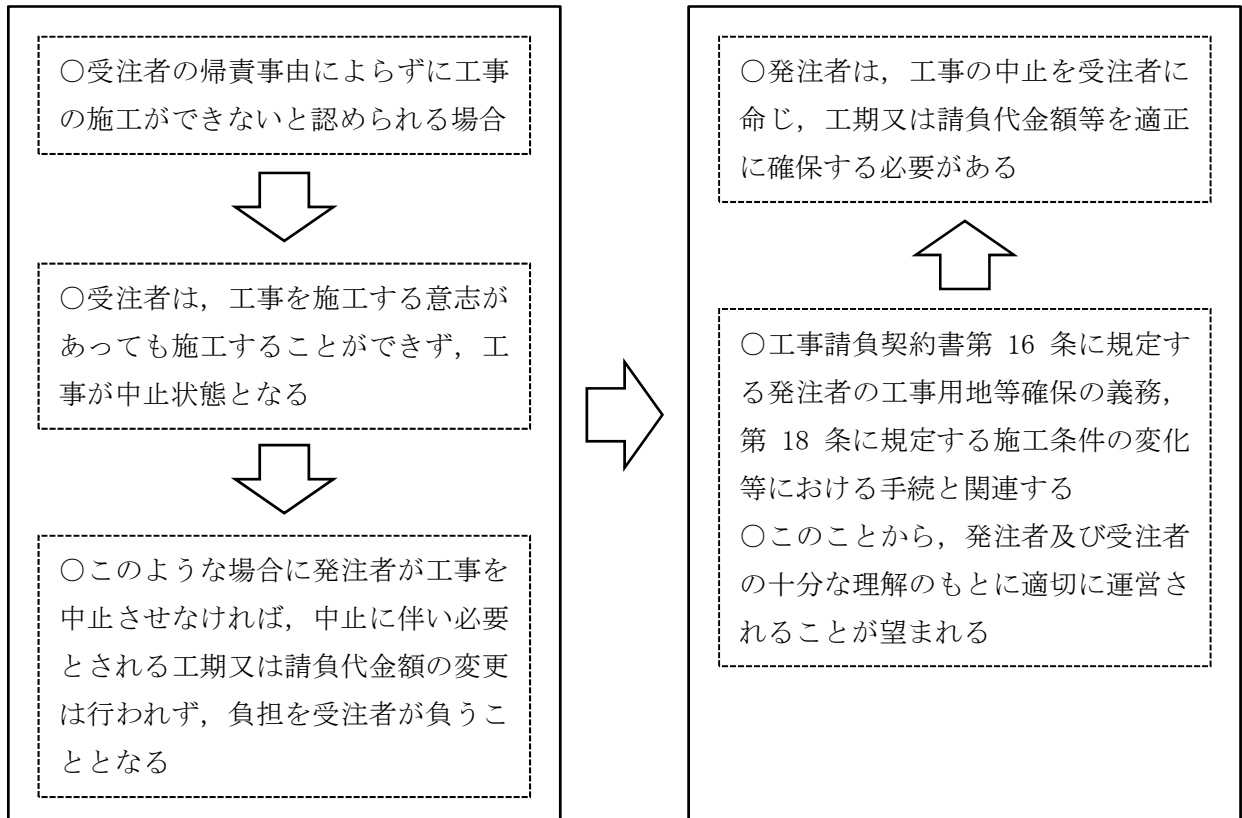 ○受注者の帰責事由によらずに工事
の施工ができないと認められる場合
○受注者は，工事を施工する意志が
あっても施工することができず，工
事が中止状態となる
○このような場合に発注者が工事を
中止させなければ，中止に伴い必要
とされる工期又は請負代金額の変更
は行われず，負担を受注者が負うこ
ととなる
○発注者は，工事の中止を受注者に
命じ，工期又は請負代金額等を適正
に確保する必要がある
○工事請負契約書第 16 条に規定す
る発注者の工事用地等確保の義務，
第 18 条に規定する施工条件の変化
等における手続と関連する
○このことから，発注者及び受注者
の十分な理解のもとに適切に運営さ
れることが望まれる